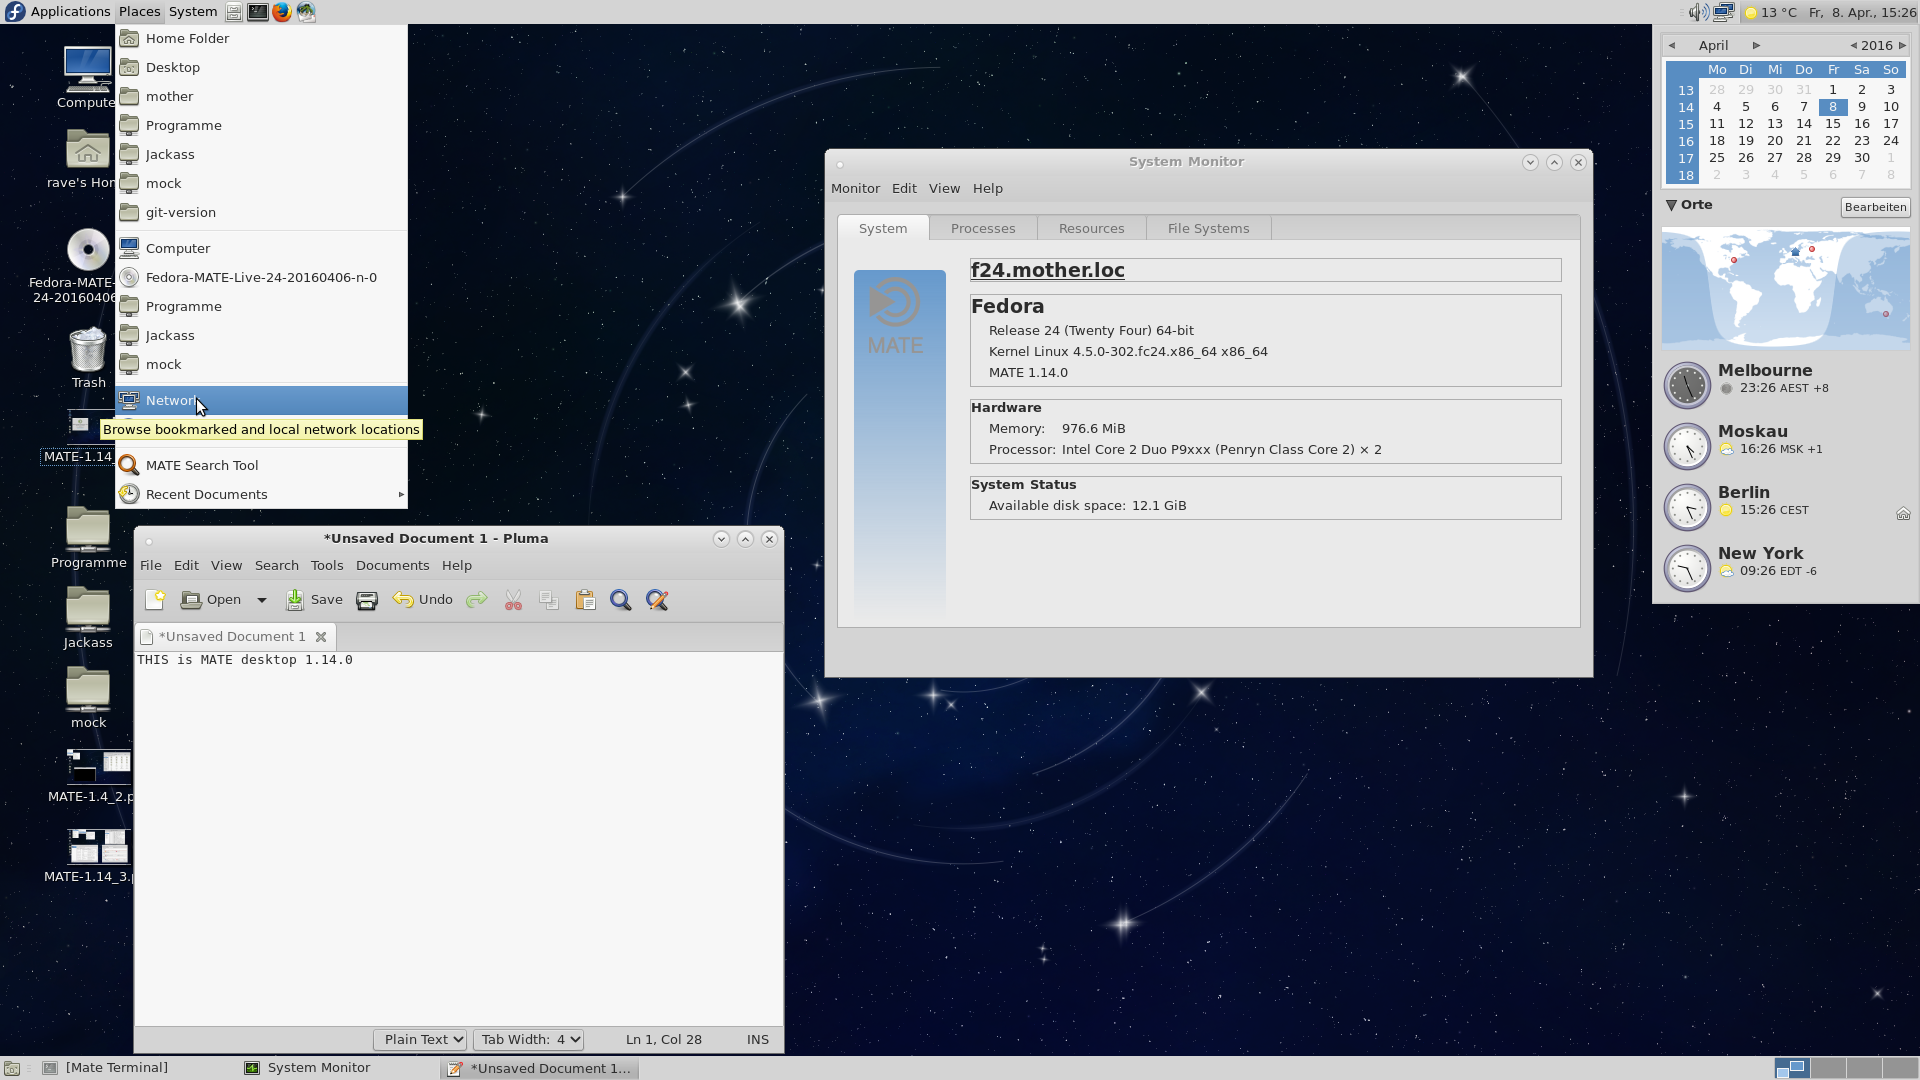 Applications Places System
13 °C Fr, 8. Apr., 15:26
Home Folder
Desktop
mother
Programme
Jackass
mock
git-version
Computer
Fedora-MATE-Live-24-20160406-n-0
Programme
Jackass
mock
Network
Browse bookmarked and local network locations
MATE Search Tool
Recent Documents
Compute
rave's Hom
Fedora-MATE-
24-20160406
Trash
MATE-1.14
Programme
Jackass
mock
MATE-1.4_2.p
MATE-1.14_3.p
*Unsaved Document 1 - Pluma
File Edit View Search Tools Documents Help
Open Save Undo
*Unsaved Document 1
THIS is MATE desktop 1.14.0
Plain Text Tab Width: 4 Ln 1, Col 28 INS
System Monitor
Monitor Edit View Help
System Processes Resources File Systems
MATE
f24.mother.loc
Fedora
Release 24 (Twenty Four) 64-bit
Kernel Linux 4.5.0-302.fc24.x86_64 x86_64
MATE 1.14.0
Hardware
Memory: 976.6 MiB
Processor: Intel Core 2 Duo P9xxx (Penryn Class Core 2) × 2
System Status
Available disk space: 12.1 GiB
April 2016
Mo Di Mi Do Fr Sa So
13 28 29 30 31 1 2 3
14 4 5 6 7 8 9 10
15 11 12 13 14 15 16 17
16 18 19 20 21 22 23 24
17 25 26 27 28 29 30 1
18 2 3 4 5 6 7 8
Orte Bearbeiten
Melbourne
23:26 AEST +8
Moskau
16:26 MSK +1
Berlin
15:26 CEST
New York
09:26 EDT -6
[Mate Terminal] System Monitor *Unsaved Document 1...